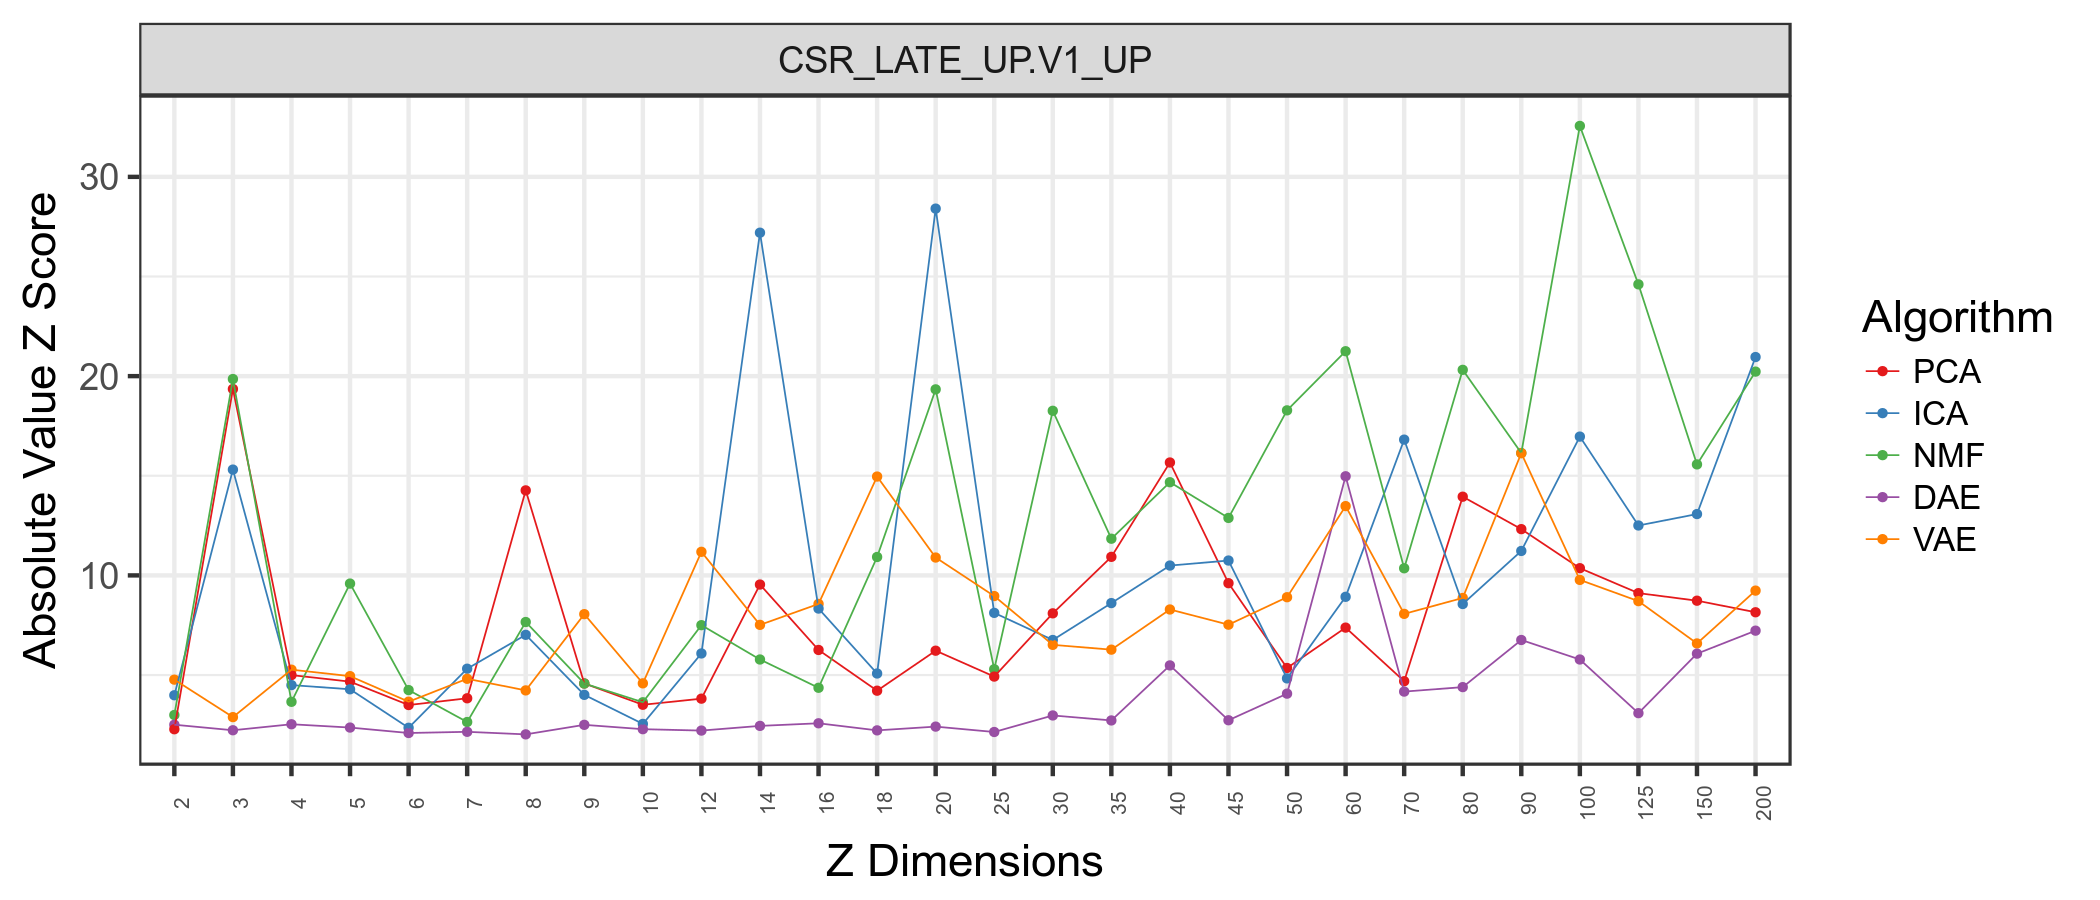 CSR_LATE_UP.V1_UP
Absolute Value Z Score
30
20
10
2 3 4 5 6 7 8 9 10 12 14 16 18 20 25 30 35 40 45 50 60 70 80 90 100 125 150 200
Z Dimensions
Algorithm
PCA
ICA
NMF
DAE
VAE